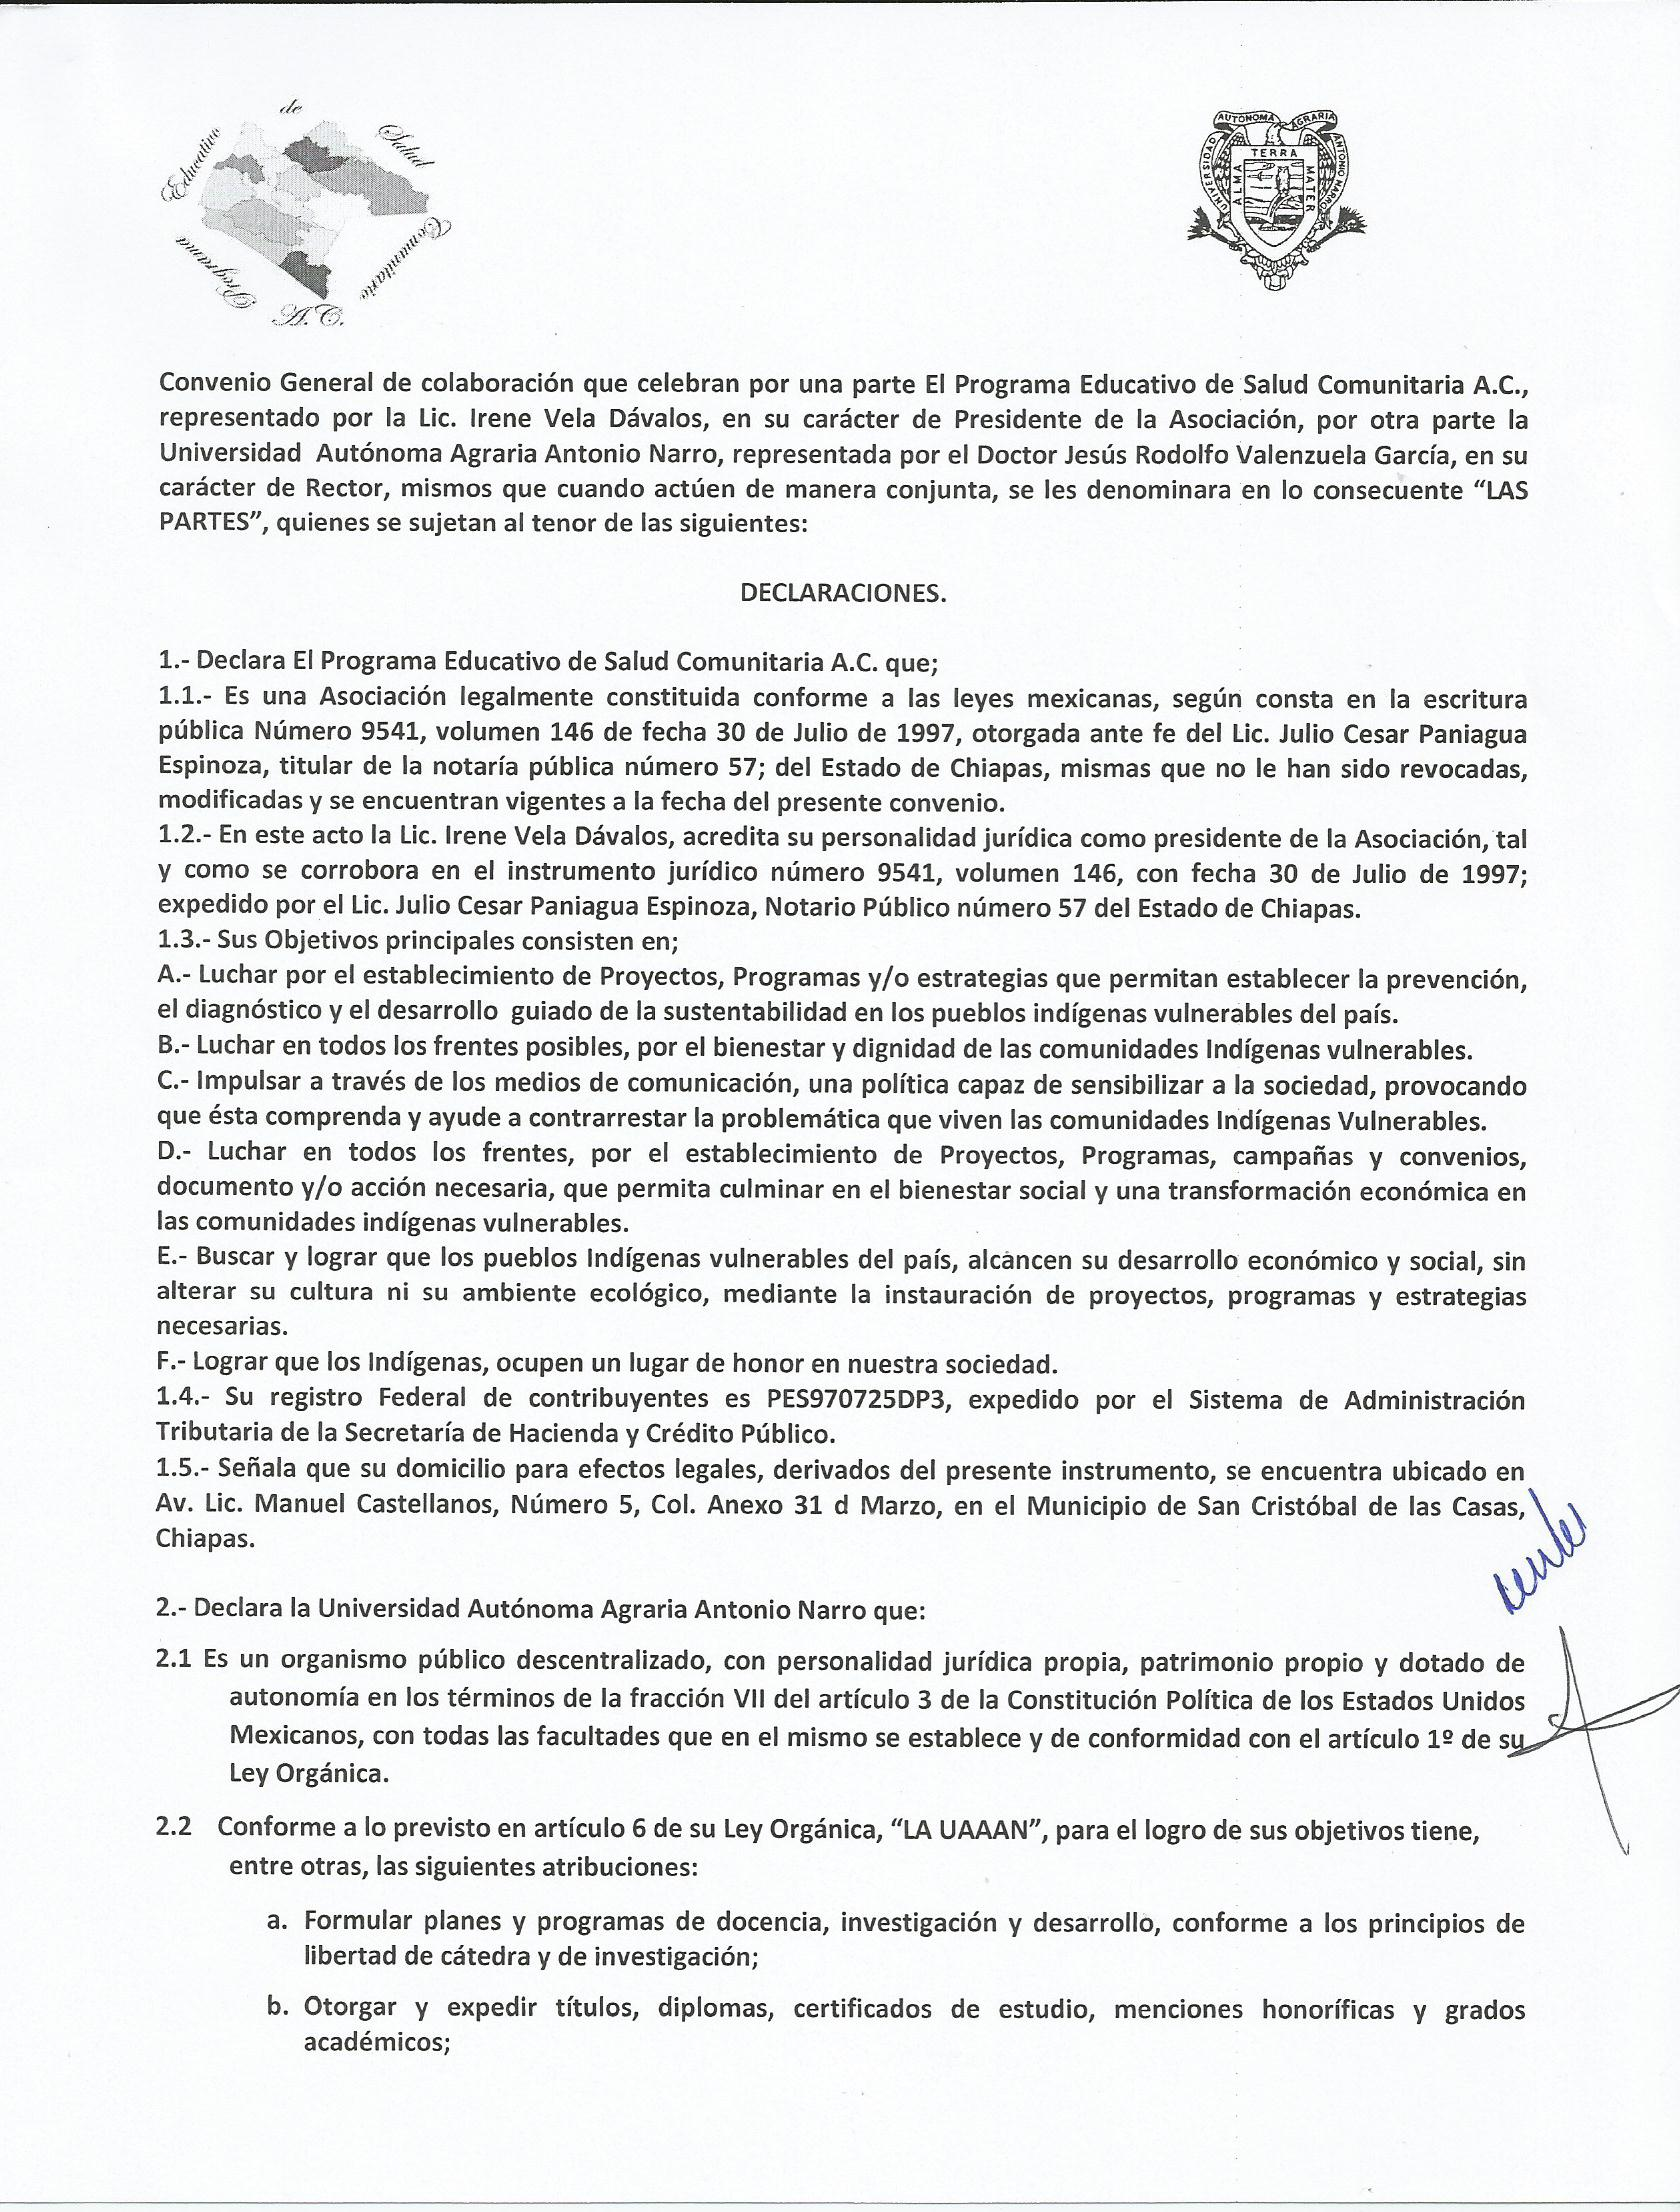 Programa Educativo de Salud Comunitario A.C.
UNIVERSIDAD AUTONOMA AGRARIA ANTONIO NARRO
ALMA TERRA MATER
Convenio General de colaboración que celebran por una parte El Programa Educativo de Salud Comunitaria A.C.,
representado por la Lic. Irene Vela Dávalos, en su carácter de Presidente de la Asociación, por otra parte la
Universidad Autónoma Agraria Antonio Narro, representada por el Doctor Jesús Rodolfo Valenzuela García, en su
carácter de Rector, mismos que cuando actúen de manera conjunta, se les denominara en lo consecuente “LAS
PARTES”, quienes se sujetan al tenor de las siguientes:
DECLARACIONES.
1.- Declara El Programa Educativo de Salud Comunitaria A.C. que;
1.1.- Es una Asociación legalmente constituida conforme a las leyes mexicanas, según consta en la escritura
pública Número 9541, volumen 146 de fecha 30 de Julio de 1997, otorgada ante fe del Lic. Julio Cesar Paniagua
Espinoza, titular de la notaría pública número 57; del Estado de Chiapas, mismas que no le han sido revocadas,
modificadas y se encuentran vigentes a la fecha del presente convenio.
1.2.- En este acto la Lic. Irene Vela Dávalos, acredita su personalidad jurídica como presidente de la Asociación, tal
y como se corrobora en el instrumento jurídico número 9541, volumen 146, con fecha 30 de Julio de 1997;
expedido por el Lic. Julio Cesar Paniagua Espinoza, Notario Público número 57 del Estado de Chiapas.
1.3.- Sus Objetivos principales consisten en;
A.- Luchar por el establecimiento de Proyectos, Programas y/o estrategias que permitan establecer la prevención,
el diagnóstico y el desarrollo guiado de la sustentabilidad en los pueblos indígenas vulnerables del país.
B.- Luchar en todos los frentes posibles, por el bienestar y dignidad de las comunidades Indígenas vulnerables.
C.- Impulsar a través de los medios de comunicación, una política capaz de sensibilizar a la sociedad, provocando
que ésta comprenda y ayude a contrarrestar la problemática que viven las comunidades Indígenas Vulnerables.
D.- Luchar en todos los frentes, por el establecimiento de Proyectos, Programas, campañas y convenios,
documento y/o acción necesaria, que permita culminar en el bienestar social y una transformación económica en
las comunidades indígenas vulnerables.
E.- Buscar y lograr que los pueblos Indígenas vulnerables del país, alcancen su desarrollo económico y social, sin
alterar su cultura ni su ambiente ecológico, mediante la instauración de proyectos, programas y estrategias
necesarias.
F.- Lograr que los Indígenas, ocupen un lugar de honor en nuestra sociedad.
1.4.- Su registro Federal de contribuyentes es PES970725DP3, expedido por el Sistema de Administración
Tributaria de la Secretaría de Hacienda y Crédito Público.
1.5.- Señala que su domicilio para efectos legales, derivados del presente instrumento, se encuentra ubicado en
Av. Lic. Manuel Castellanos, Número 5, Col. Anexo 31 d Marzo, en el Municipio de San Cristóbal de las Casas,
Chiapas.
2.- Declara la Universidad Autónoma Agraria Antonio Narro que:
2.1 Es un organismo público descentralizado, con personalidad jurídica propia, patrimonio propio y dotado de
autonomía en los términos de la fracción VII del artículo 3 de la Constitución Política de los Estados Unidos
Mexicanos, con todas las facultades que en el mismo se establece y de conformidad con el artículo 1º de su
Ley Orgánica.
2.2 Conforme a lo previsto en artículo 6 de su Ley Orgánica, “LA UAAAN”, para el logro de sus objetivos tiene,
entre otras, las siguientes atribuciones:
a. Formular planes y programas de docencia, investigación y desarrollo, conforme a los principios de
libertad de cátedra y de investigación;
b. Otorgar y expedir títulos, diplomas, certificados de estudio, menciones honoríficas y grados
académicos;